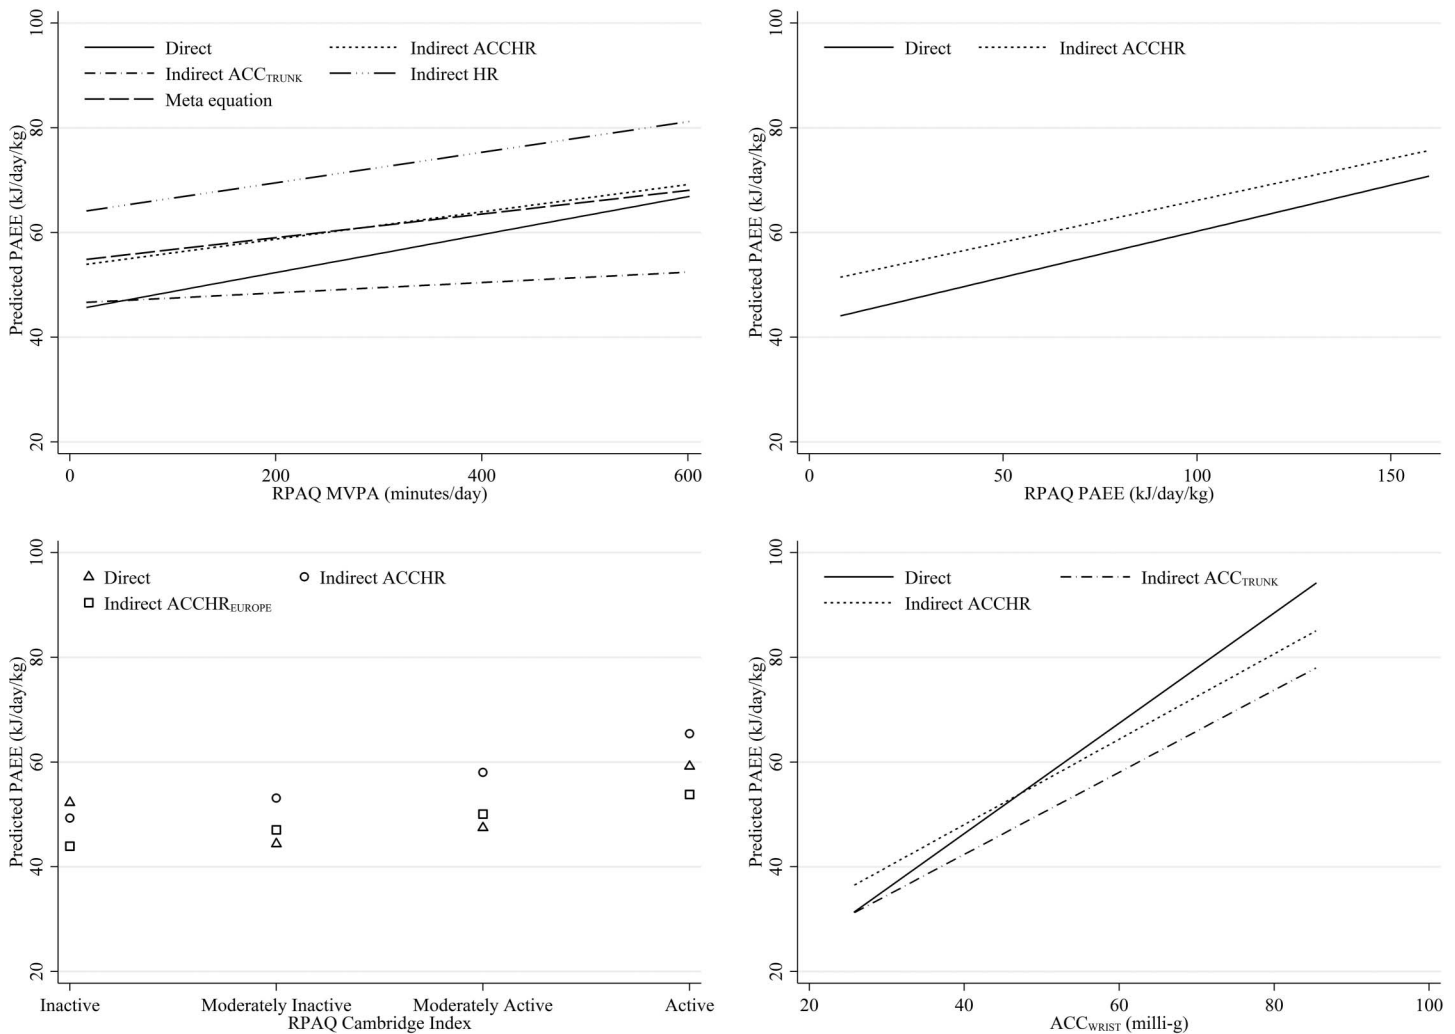 Direct
Indirect ACCHR
Indirect ACCTRUNK
Indirect HR
Meta equation
Predicted PAEE (kJ/day/kg)
100
80
60
40
20
0
200
400
600
RPAQ MVPA (minutes/day)
Direct
Indirect ACCHR
Predicted PAEE (kJ/day/kg)
100
80
60
40
20
0
50
100
150
RPAQ PAEE (kJ/day/kg)
Direct
Indirect ACCHR
Indirect ACCHREUROPE
Predicted PAEE (kJ/day/kg)
100
80
60
40
20
Inactive
Moderately Inactive
Moderately Active
Active
RPAQ Cambridge Index
Direct
Indirect ACCTRUNK
Indirect ACCHR
Predicted PAEE (kJ/day/kg)
100
80
60
40
20
20
40
60
80
100
ACCWRIST (milli-g)